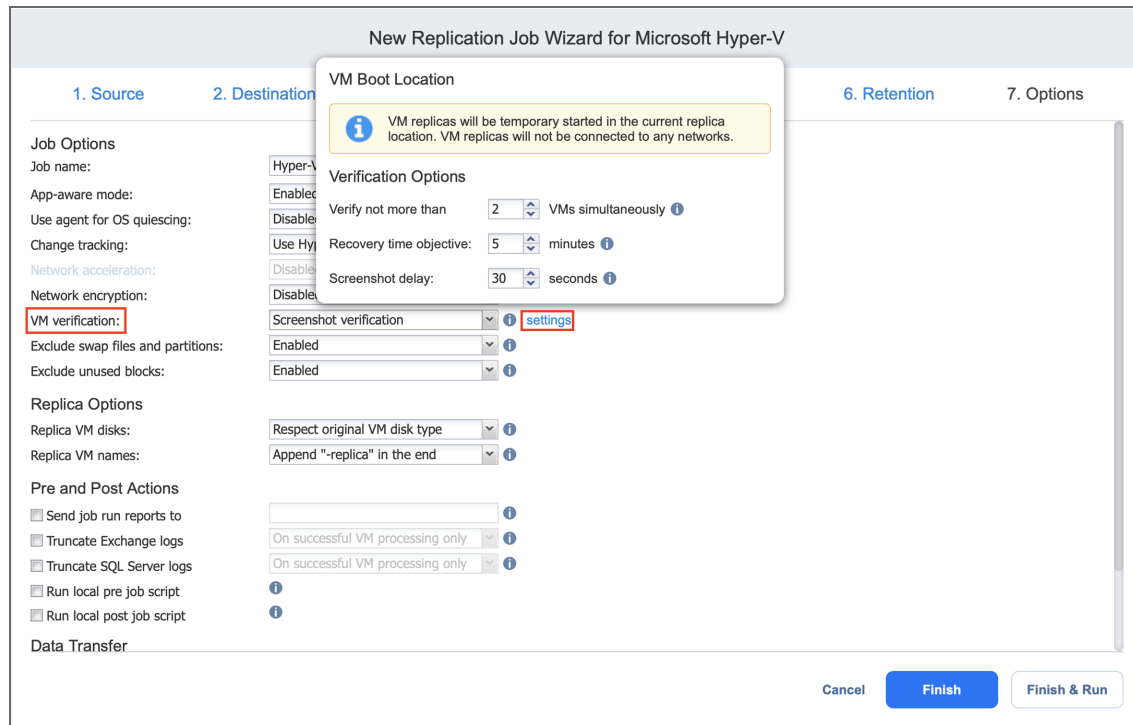 New Replication Job Wizard for Microsoft Hyper-V
1. Source
2. Destination
6. Retention
7. Options
VM Boot Location
VM replicas will be temporary started in the current replica
location. VM replicas will not be connected to any networks.
Verification Options
Verify not more than 2 VMs simultaneously
Recovery time objective: 5 minutes
Screenshot delay: 30 seconds
Job Options
Job name:
App-aware mode:
Use agent for OS quiescing:
Change tracking: Use
Network acceleration:
Network encryption:
VM verification: Screenshot verification settings
Exclude swap files and partitions: Enabled
Exclude unused blocks: Enabled
Replica Options
Replica VM disks: Respect original VM disk type
Replica VM names: Append "-replica" in the end
Pre and Post Actions
Send job run reports to
Truncate Exchange logs On successful VM processing only
Truncate SQL Server logs On successful VM processing only
Run local pre job script
Run local post job script
Data Transfer
Cancel Finish Finish & Run